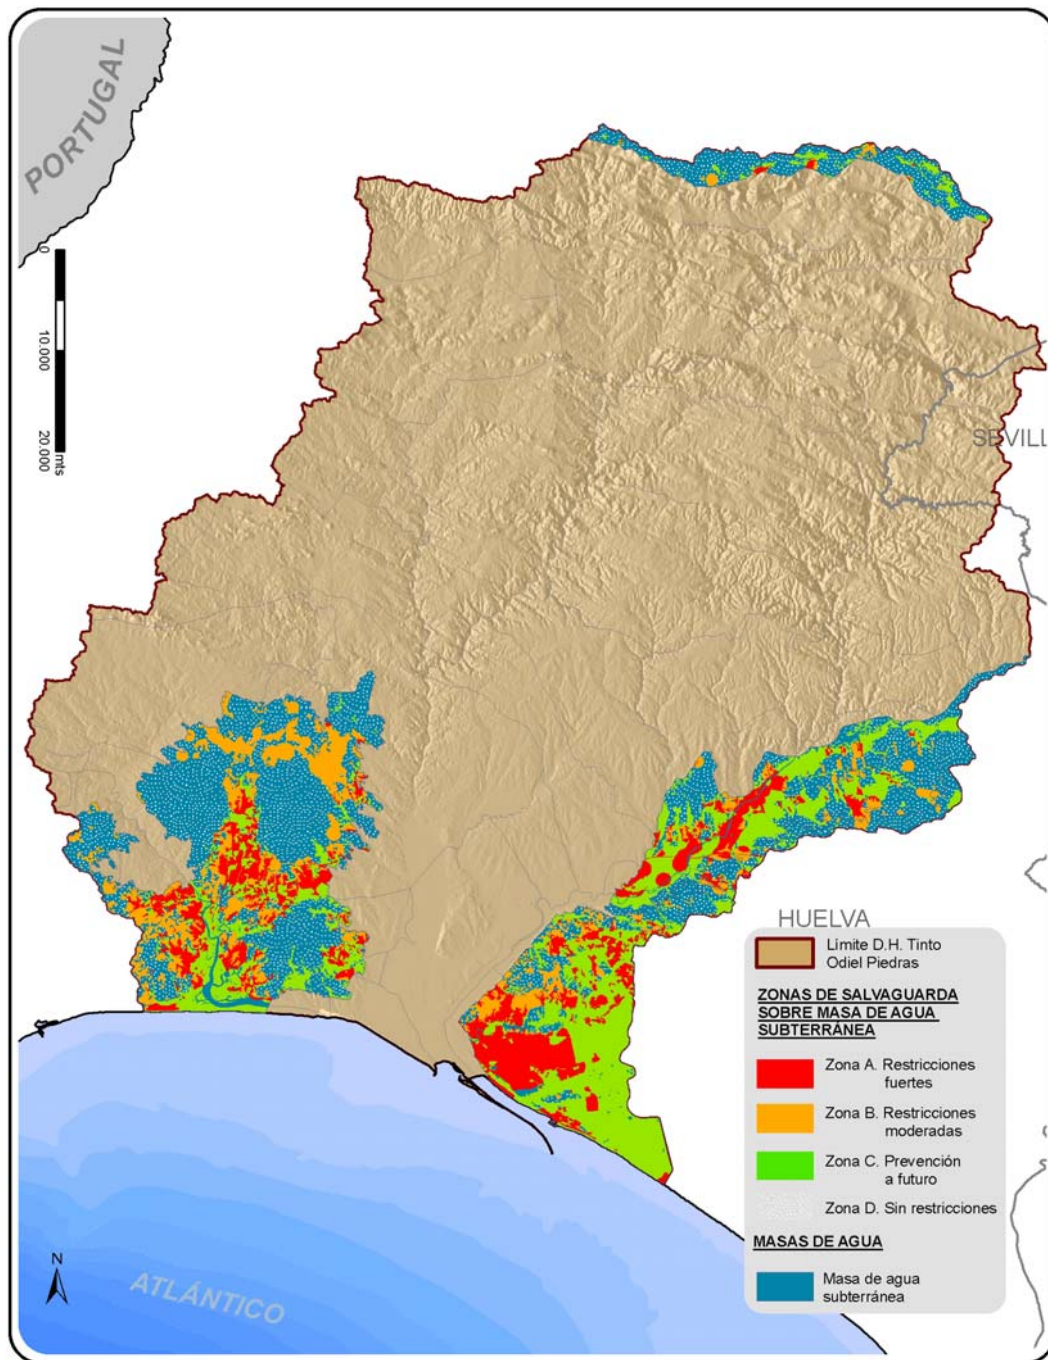 PORTUGAL
0
10.000
20.000
mts
SEVILL
HUELVA
Limite D.H. Tinto
Odiel Piedras
ZONAS DE SALVAGUARDA
SOBRE MASA DE AGUA
SUBTERRÁNEA
Zona A. Restricciones
fuertes
Zona B. Restricciones
moderadas
Zona C. Prevención
a futuro
Zona D. Sin restricciones
MASAS DE AGUA
Masa de agua
subterránea
N
ATLÁNTICO